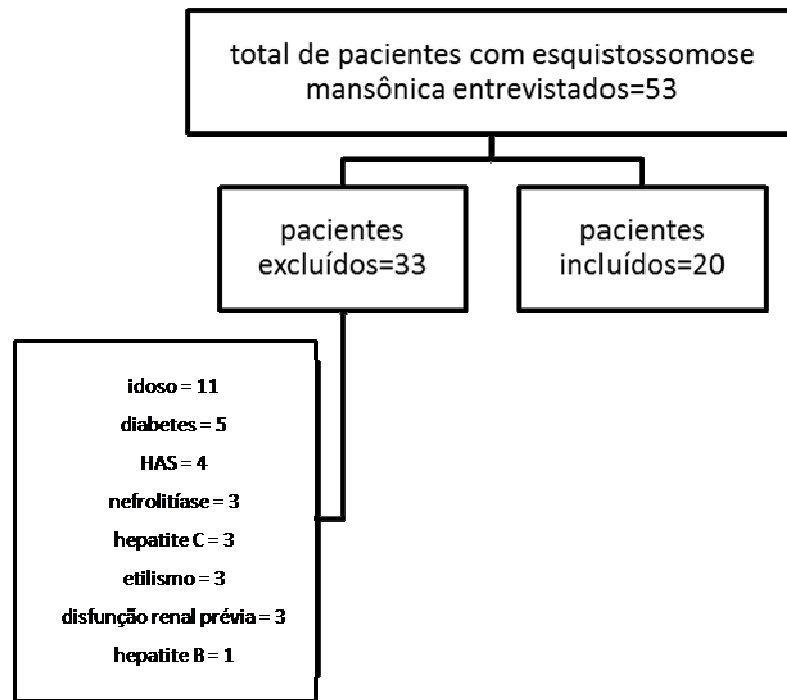 total de pacientes com esquistossomose
mansônica entrevistados=53
pacientes
excluídos=33
pacientes
incluídos=20
idoso = 11
diabetes = 5
HAS = 4
nefrolitíase = 3
hepatite C = 3
etilismo = 3
disfunção renal prévia = 3
hepatite B = 1